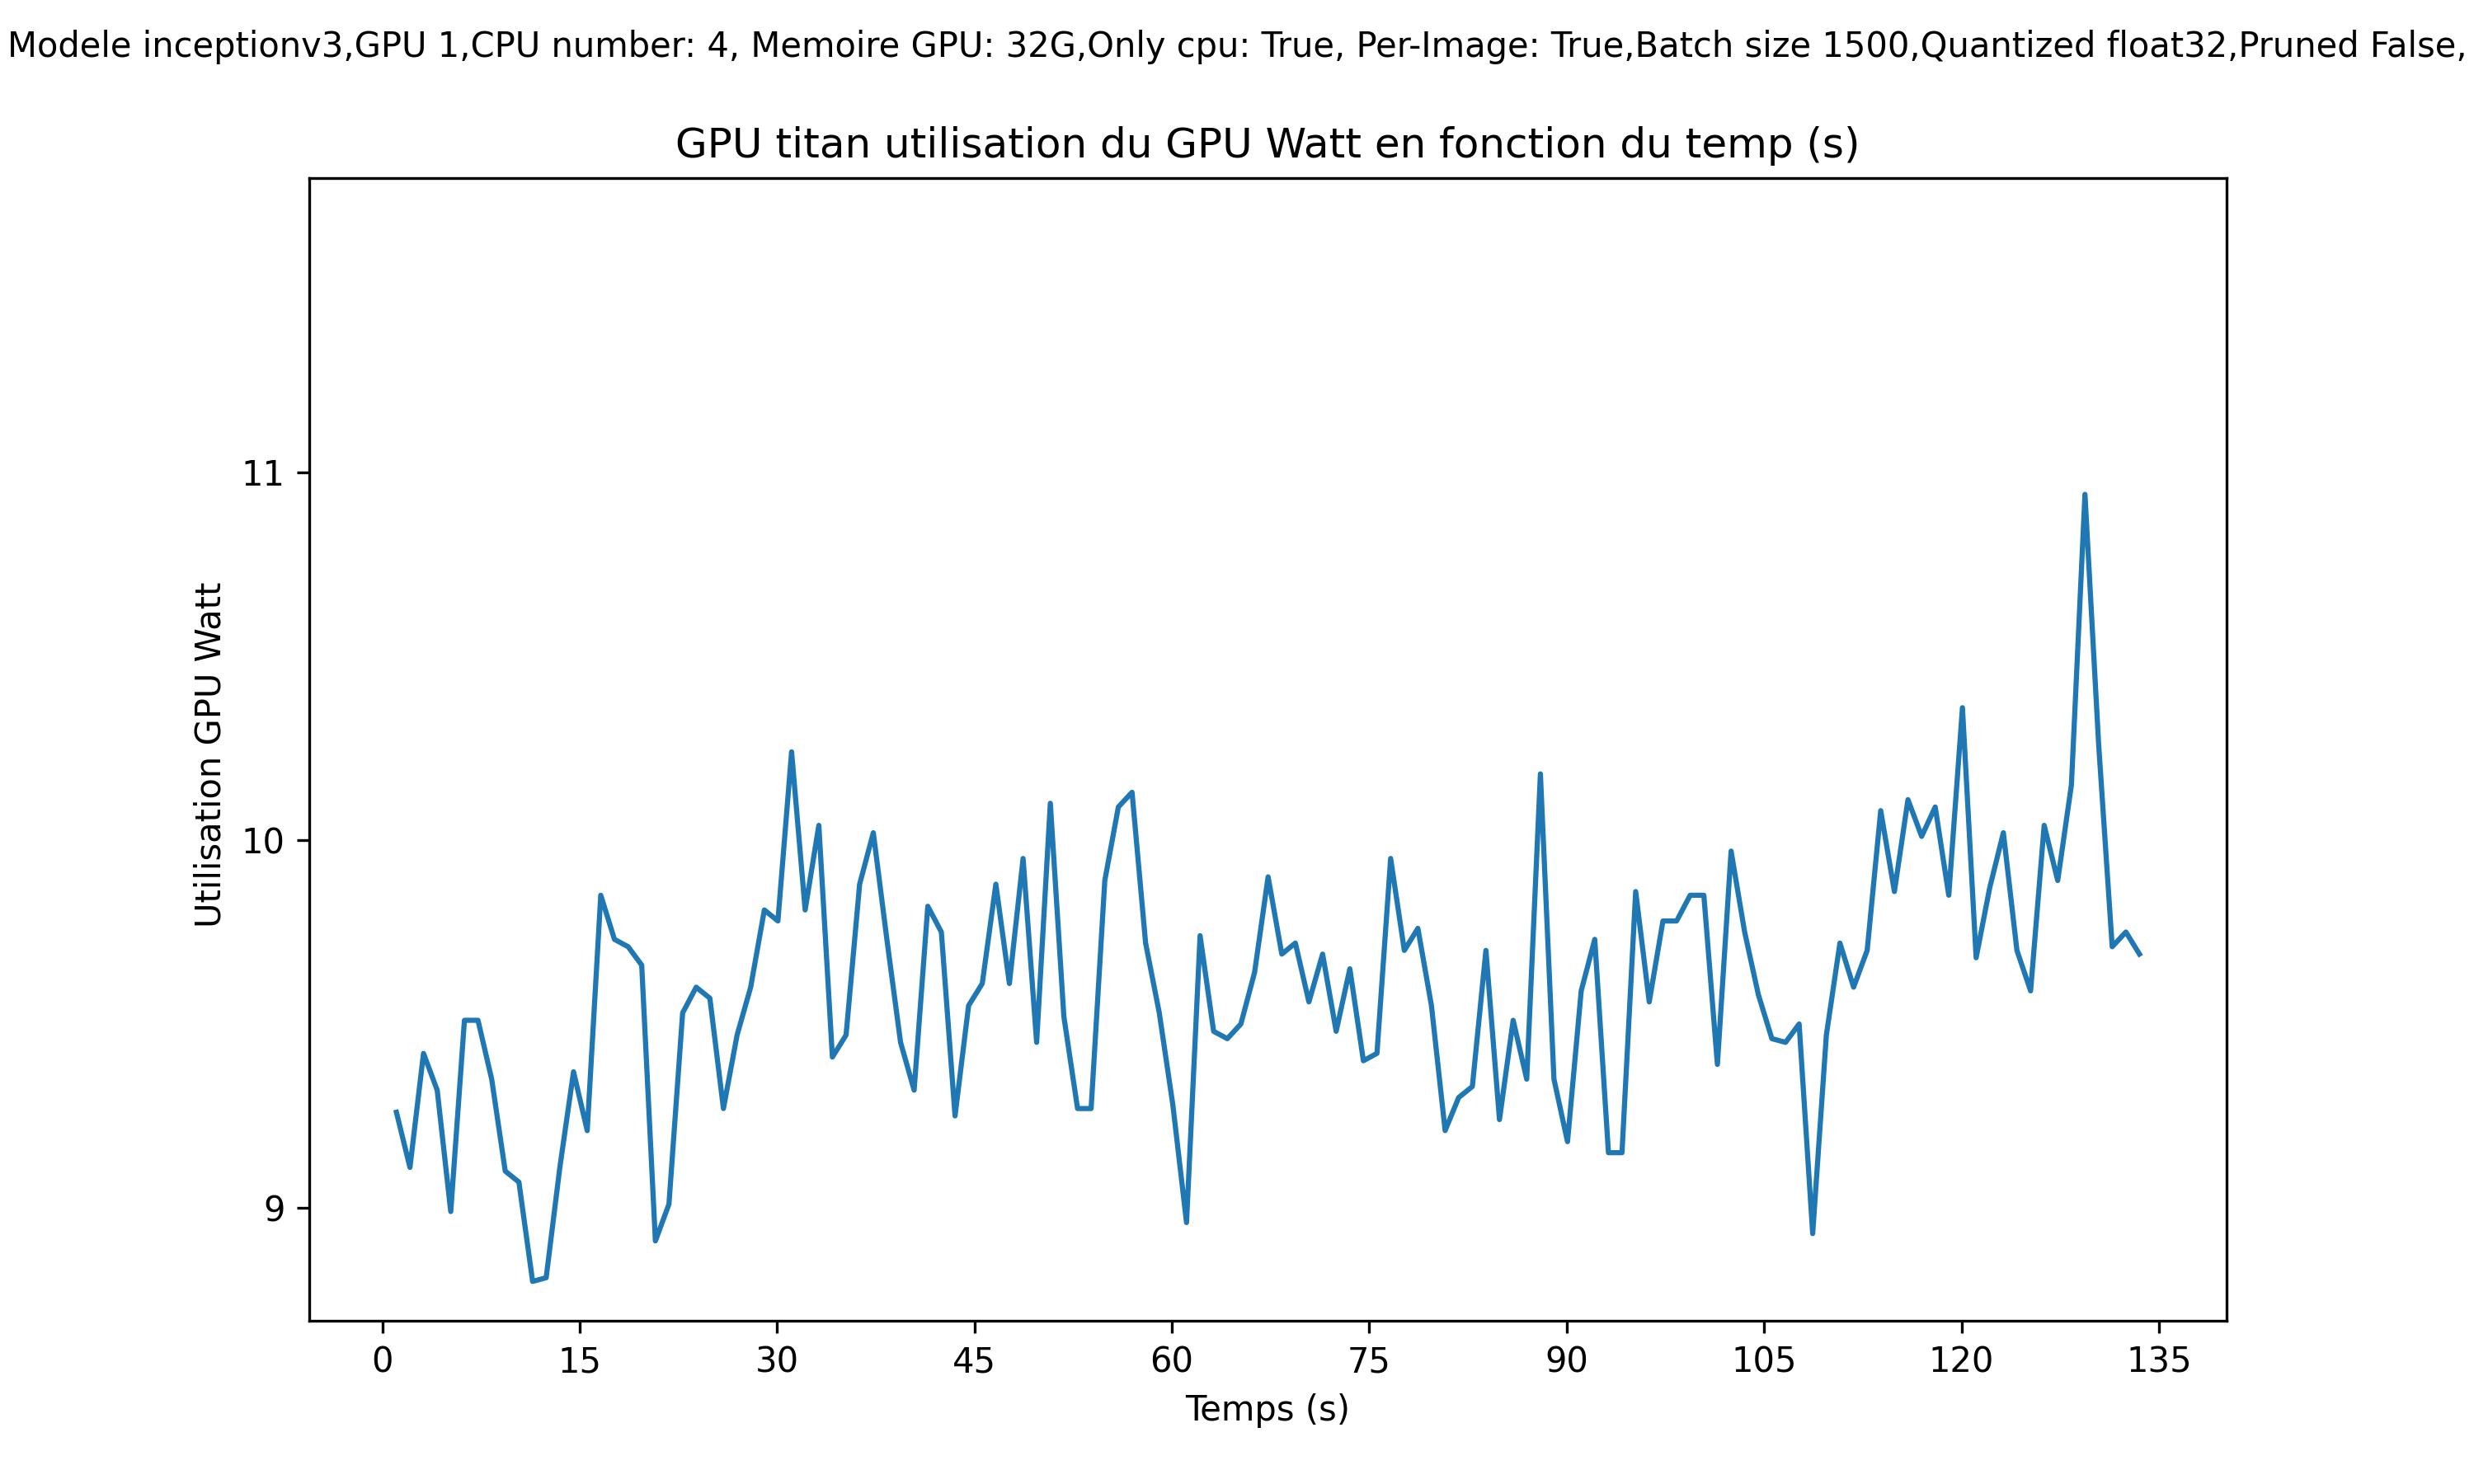 Modele inceptionv3,GPU 1,CPU number: 4, Memoire GPU: 32G,Only cpu: True, Per-Image: True,Batch size 1500,Quantized float32,Pruned False,
GPU titan utilisation du GPU Watt en fonction du temp (s)
Utilisation GPU Watt
11
10
9
0 15 30 45 60 75 90 105 120 135
Temps (s)